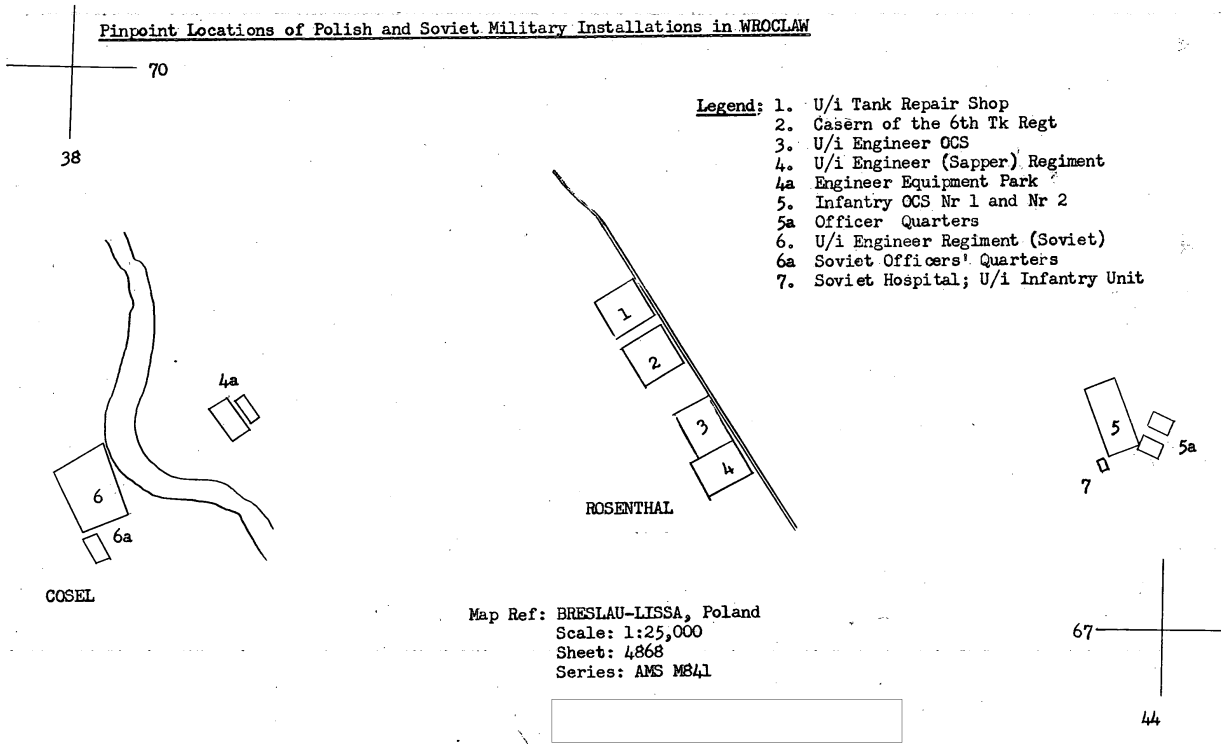 Pinpoint Locations of Polish and Soviet Military Installations in WROCLAW
70
38
Legend: 1. U/i Tank Repair Shop
2. Casern of the 6th Tk Regt
3. U/i Engineer OCS
4. U/i Engineer (Sapper) Regiment
4a Engineer Equipment Park
5. Infantry OCS Nr 1 and Nr 2
5a Officer Quarters
6. U/i Engineer Regiment (Soviet)
6a Soviet Officers' Quarters
7. Soviet Hospital; U/i Infantry Unit
1
2
3
4
4a
5
5a
7
6
6a
ROSENTHAL
COSEL
Map Ref: BRESLAU-LISSA, Poland
Scale: 1:25,000
Sheet: 4868
Series: AMS M841
67
44